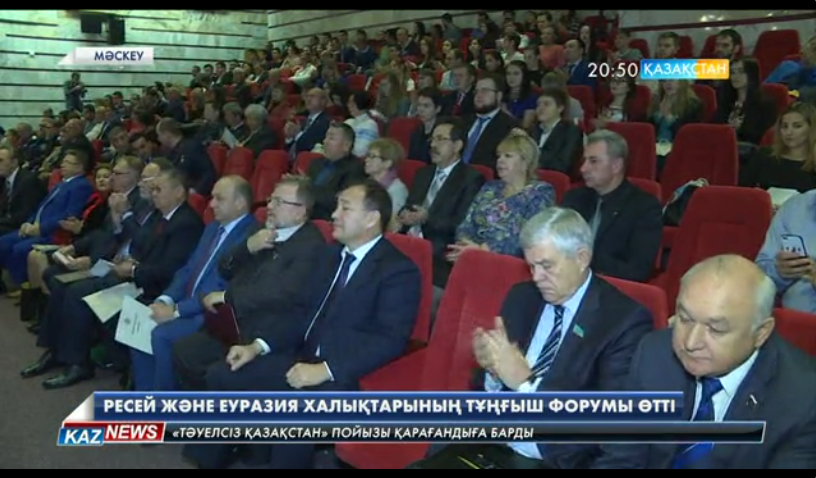 МӘСКЕУ
20:50 ҚАЗАҚСТАН
РЕСЕЙ ЖӘНЕ ЕУРАЗИЯ ХАЛЫҚТАРЫНЫҢ ТҰҢҒЫШ ФОРУМЫ ӨТТІ
KAZ NEWS «ТӘУЕЛСІЗ ҚАЗАҚСТАН» ПОЙЫЗЫ ҚАРАҒАНДЫҒА БАРДЫ